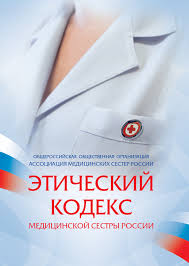 ОБЩЕРОССИЙСКАЯ ОБЩЕСТВЕННАЯ ОРГАНИЗАЦИЯ
АССОЦИАЦИЯ МЕДИЦИНСКИХ СЕСТЕР РОССИИ
ЭТИЧЕСКИЙ
КОДЕКС
МЕДИЦИНСКОЙ СЕСТРЫ РОССИИ